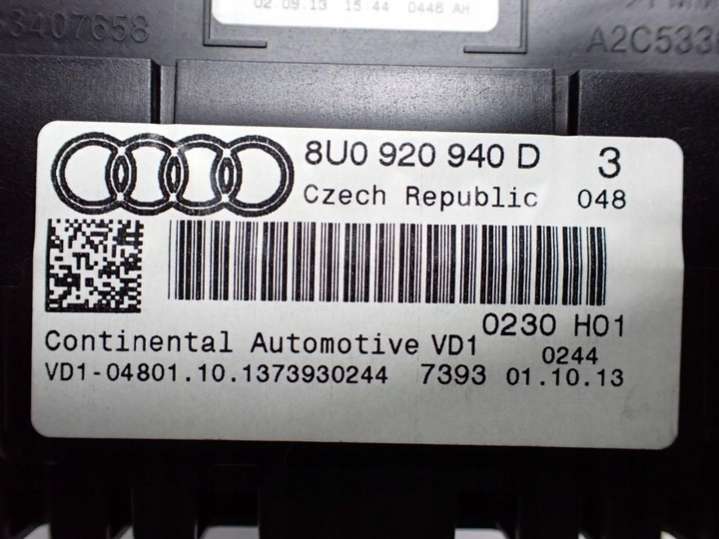 02.09.13 15:44 0446 AH
3407658
A2C533
8U0 920 940 D 3
Czech Republic 048
0230 H01
Continental Automotive VD1 0244
VD1-04801.10.1373930244 7393 01.10.13